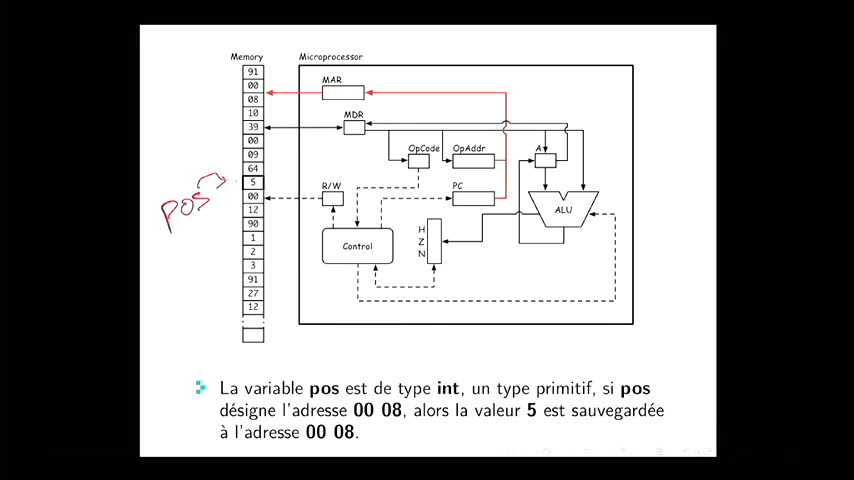 Memory
Microprocessor
91
00
08
10
39
00
09
64
5
00
12
90
1
2
3
91
27
12
MAR
MDR
OpCode
OpAddr
A
R/W
PC
ALU
Control
H
Z
N
pos
La variable pos est de type int, un type primitif, si pos
désigne l'adresse 00 08, alors la valeur 5 est sauvegardée
à l'adresse 00 08.